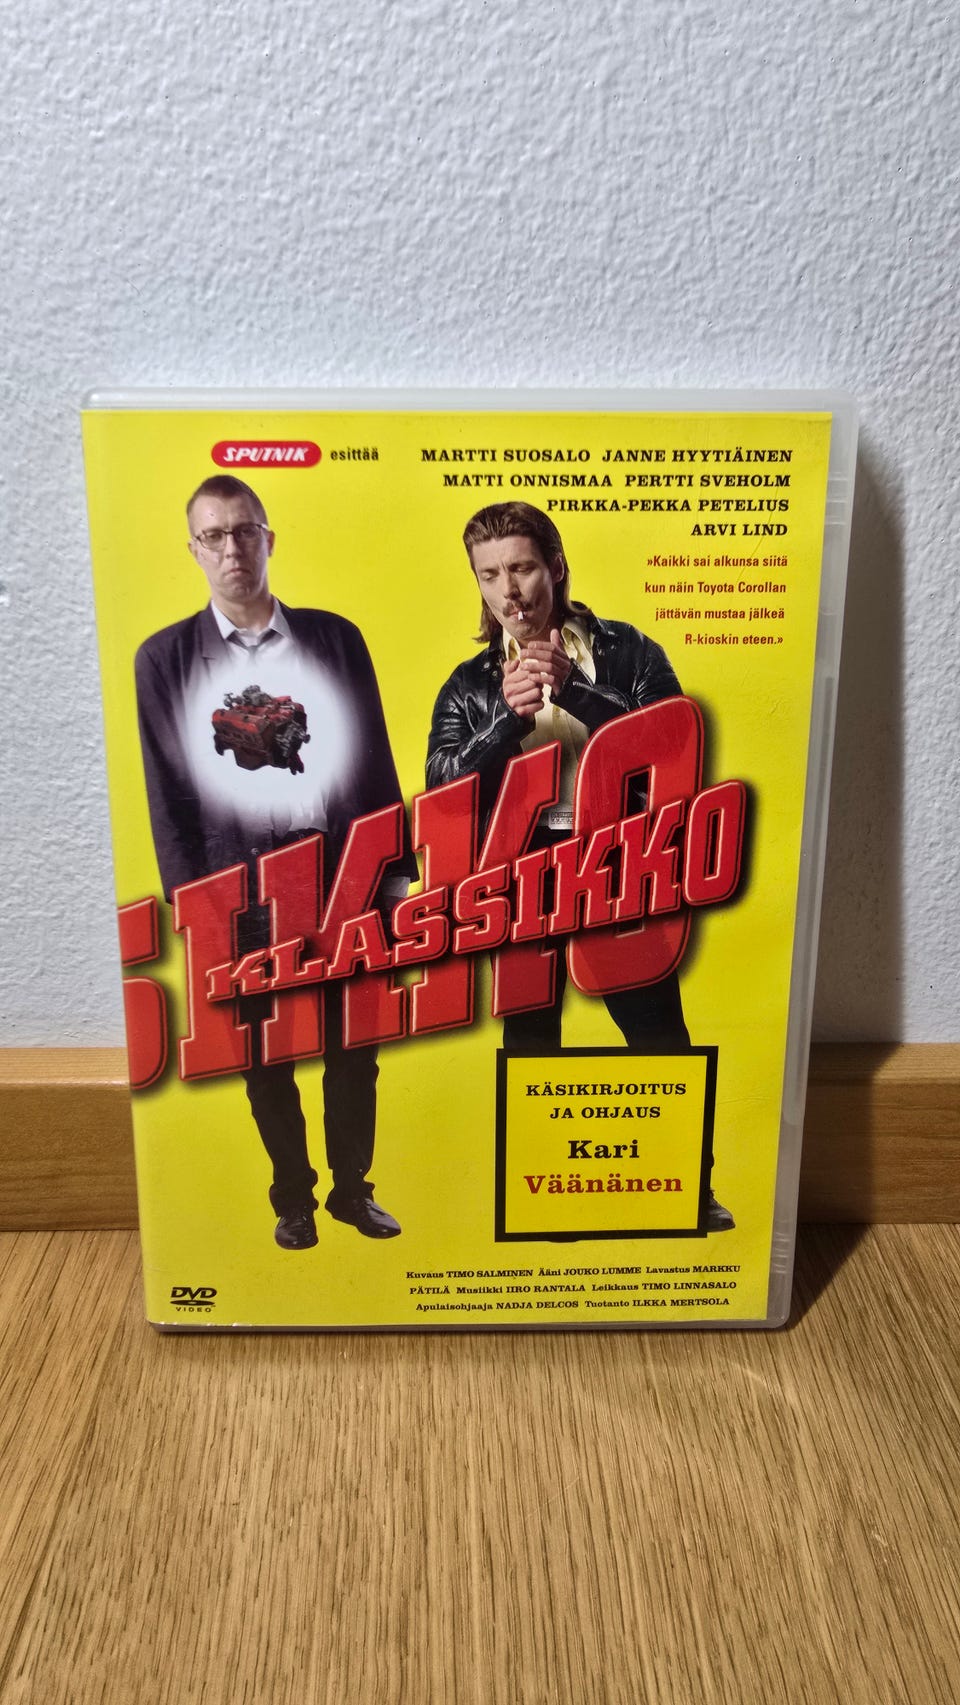 SPUTNIK esittää
MARTTI SUOSALO JANNE HYYTIÄINEN
MATTI ONNISMAA PERTTI SVEHOLM
PIRKKA-PEKKA PETELIUS
ARVI LIND
»Kaikki sai alkunsa siitä
kun näin Toyota Corollan
jättävän mustaa jälkeä
R-kioskin eteen.»
SIKKO
KLASSIKKO
KÄSIKIRJOITUS
JA OHJAUS
Kari
Väänänen
Kuvaus TIMO SALMINEN Ääni JOUKO LUMME Lavastus MARKKU
PÄTILÄ Musiikki IIRO RANTALA Leikkaus TIMO LINNASALO
Apulaisohjaaja NADJA DELCOS Tuotanto ILKKA MERTSOLA
DVD
VIDEO